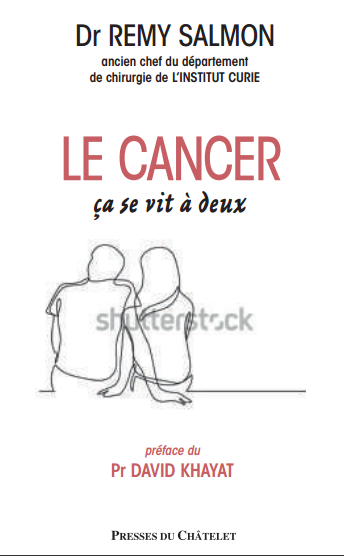 Dr REMY SALMON
ancien chef du département
de chirurgie de L'INSTITUT CURIE
LE CANCER
ça se vit à deux
shutterstock
préface du
Pr DAVID KHAYAT
PRESSES DU CHÂTELET